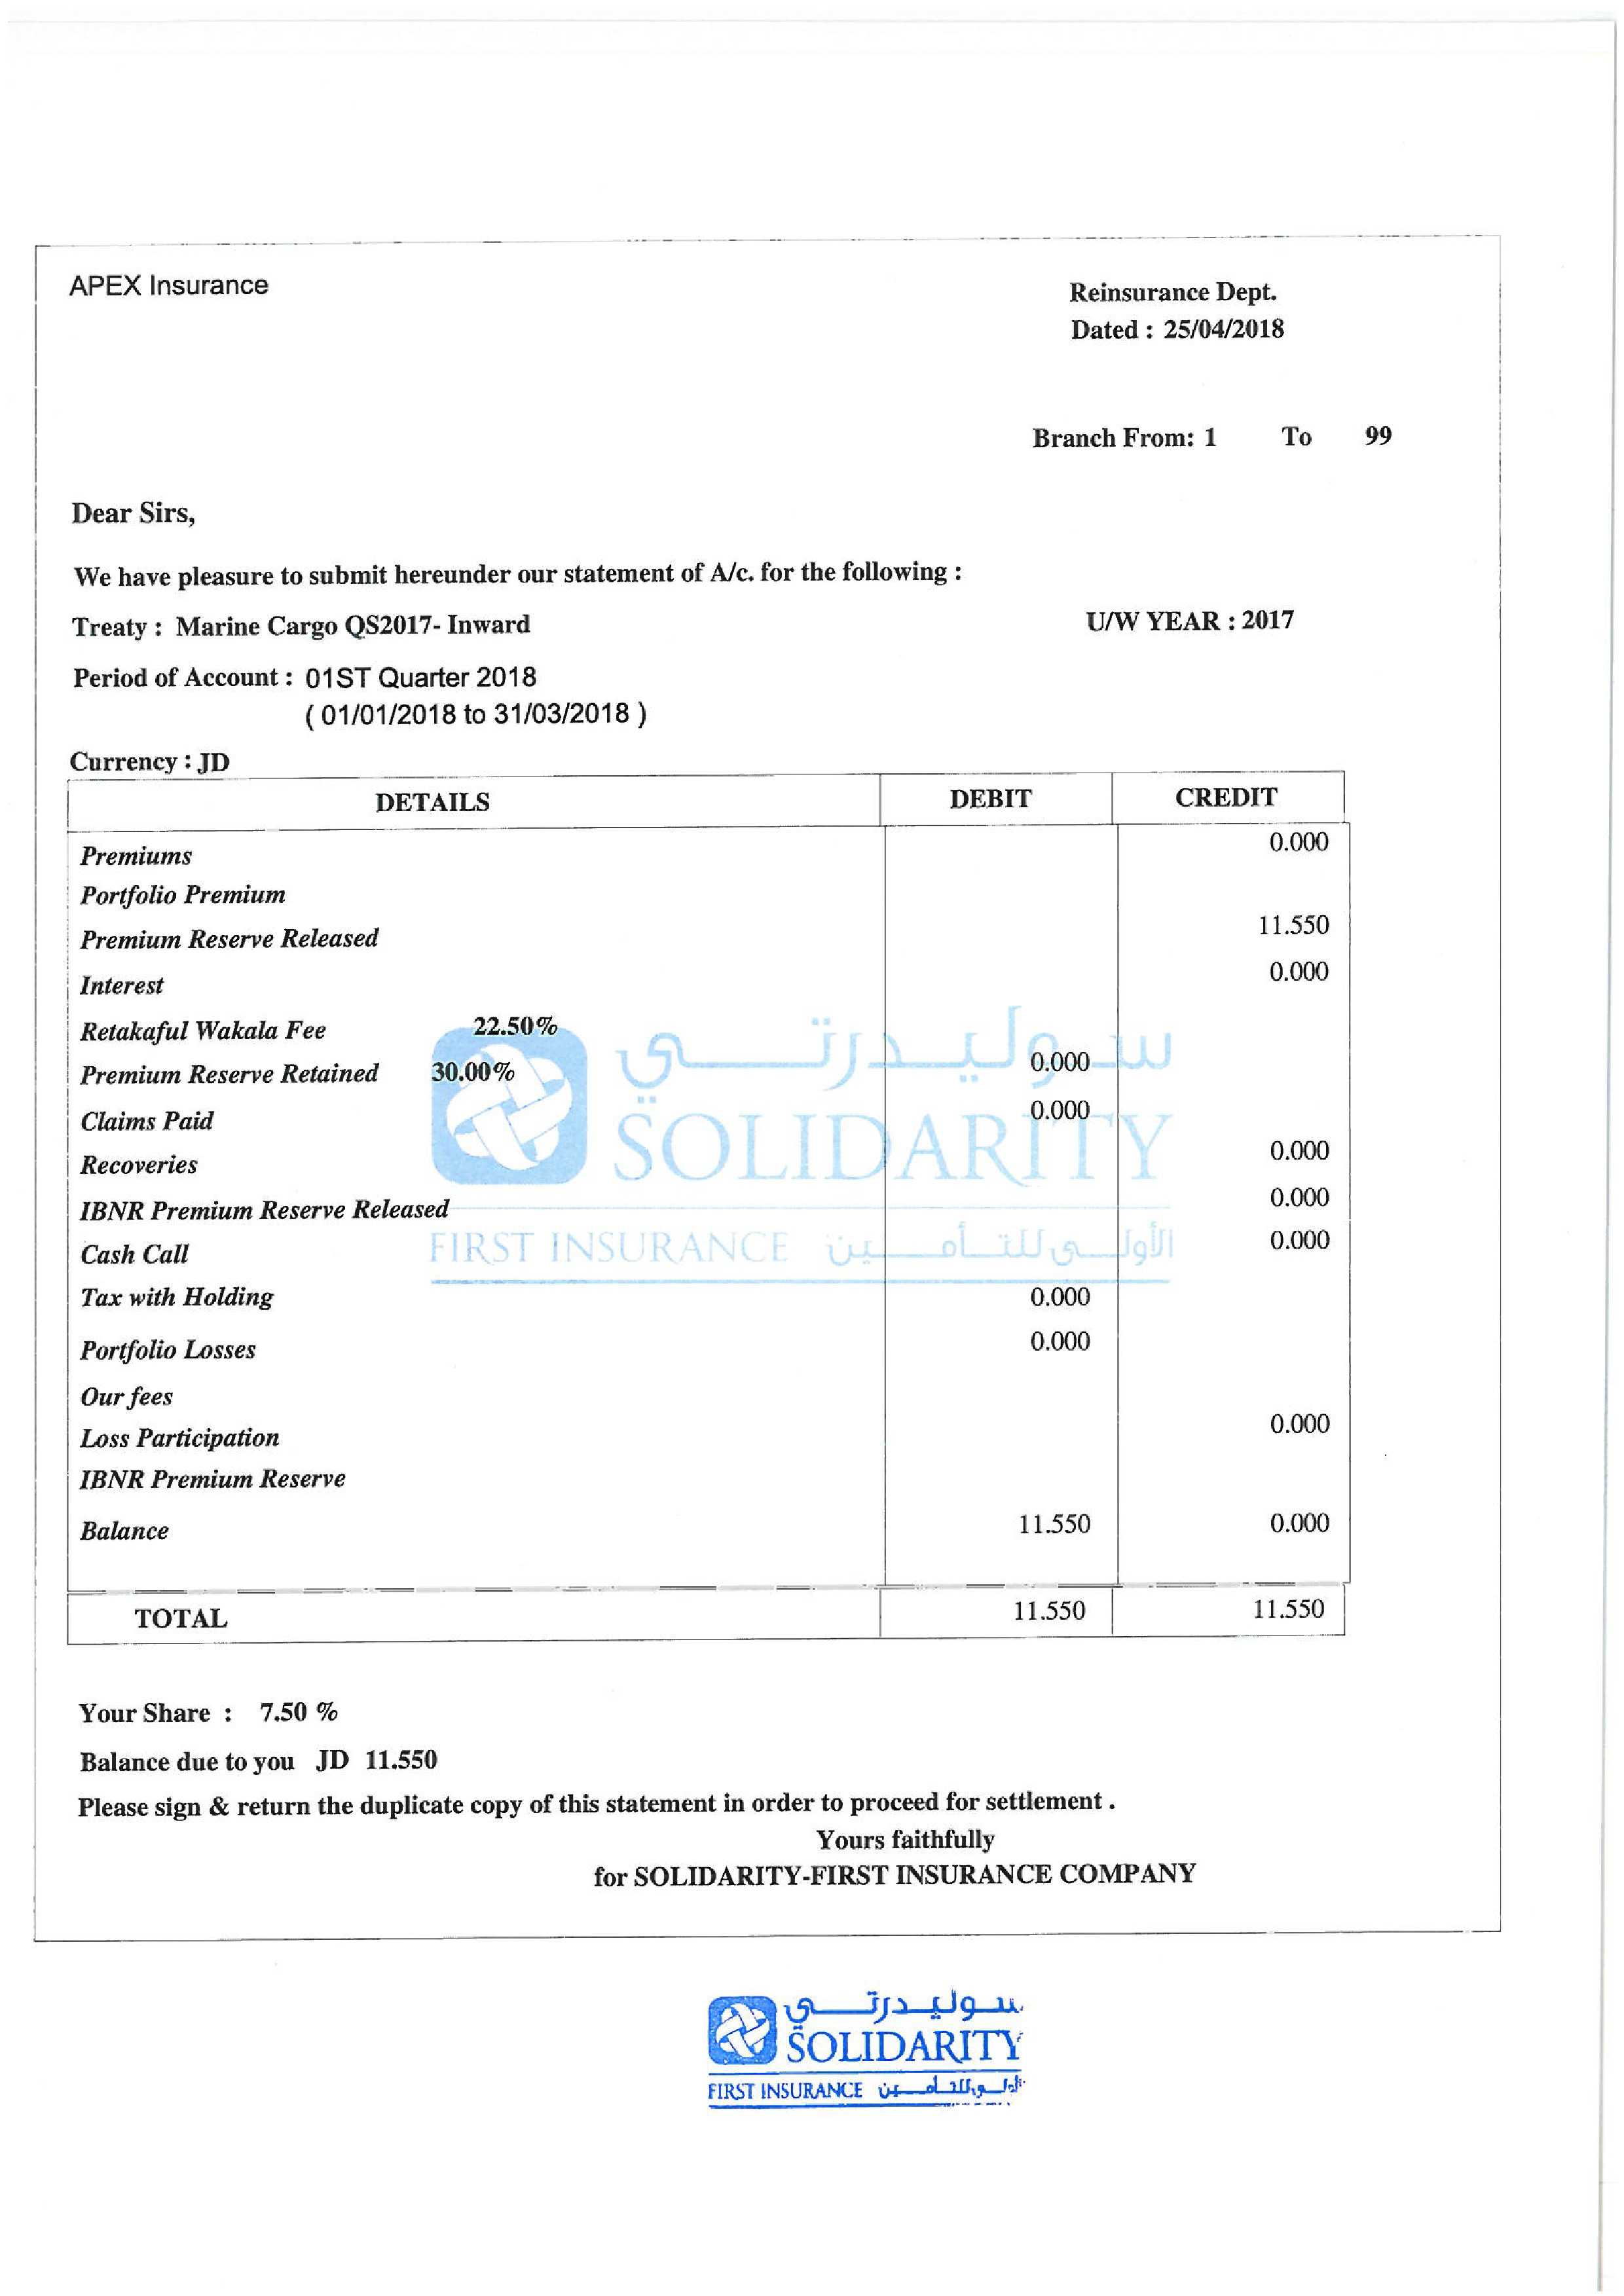 APEX Insurance
Reinsurance Dept.
Dated : 25/04/2018
Branch From: 1 To 99
Dear Sirs,
We have pleasure to submit hereunder our statement of A/c. for the following :
Treaty : Marine Cargo QS2017- Inward U/W YEAR : 2017
Period of Account : 01ST Quarter 2018
( 01/01/2018 to 31/03/2018 )
Currency : JD
DETAILS DEBIT CREDIT
Premiums 0.000
Portfolio Premium
Premium Reserve Released 11.550
Interest 0.000
Retakaful Wakala Fee 22.50%
Premium Reserve Retained 30.00% 0.000
Claims Paid 0.000
Recoveries 0.000
IBNR Premium Reserve Released 0.000
Cash Call 0.000
Tax with Holding 0.000
Portfolio Losses 0.000
Our fees
Loss Participation 0.000
IBNR Premium Reserve
Balance 11.550 0.000
TOTAL 11.550 11.550
سوليدرتي
SOLIDARITY
FIRST INSURANCE الأولى للتأمين
Your Share : 7.50 %
Balance due to you JD 11.550
Please sign & return the duplicate copy of this statement in order to proceed for settlement .
Yours faithfully
for SOLIDARITY-FIRST INSURANCE COMPANY
سوليدرتي
SOLIDARITY
FIRST INSURANCE الأولى للتأمين